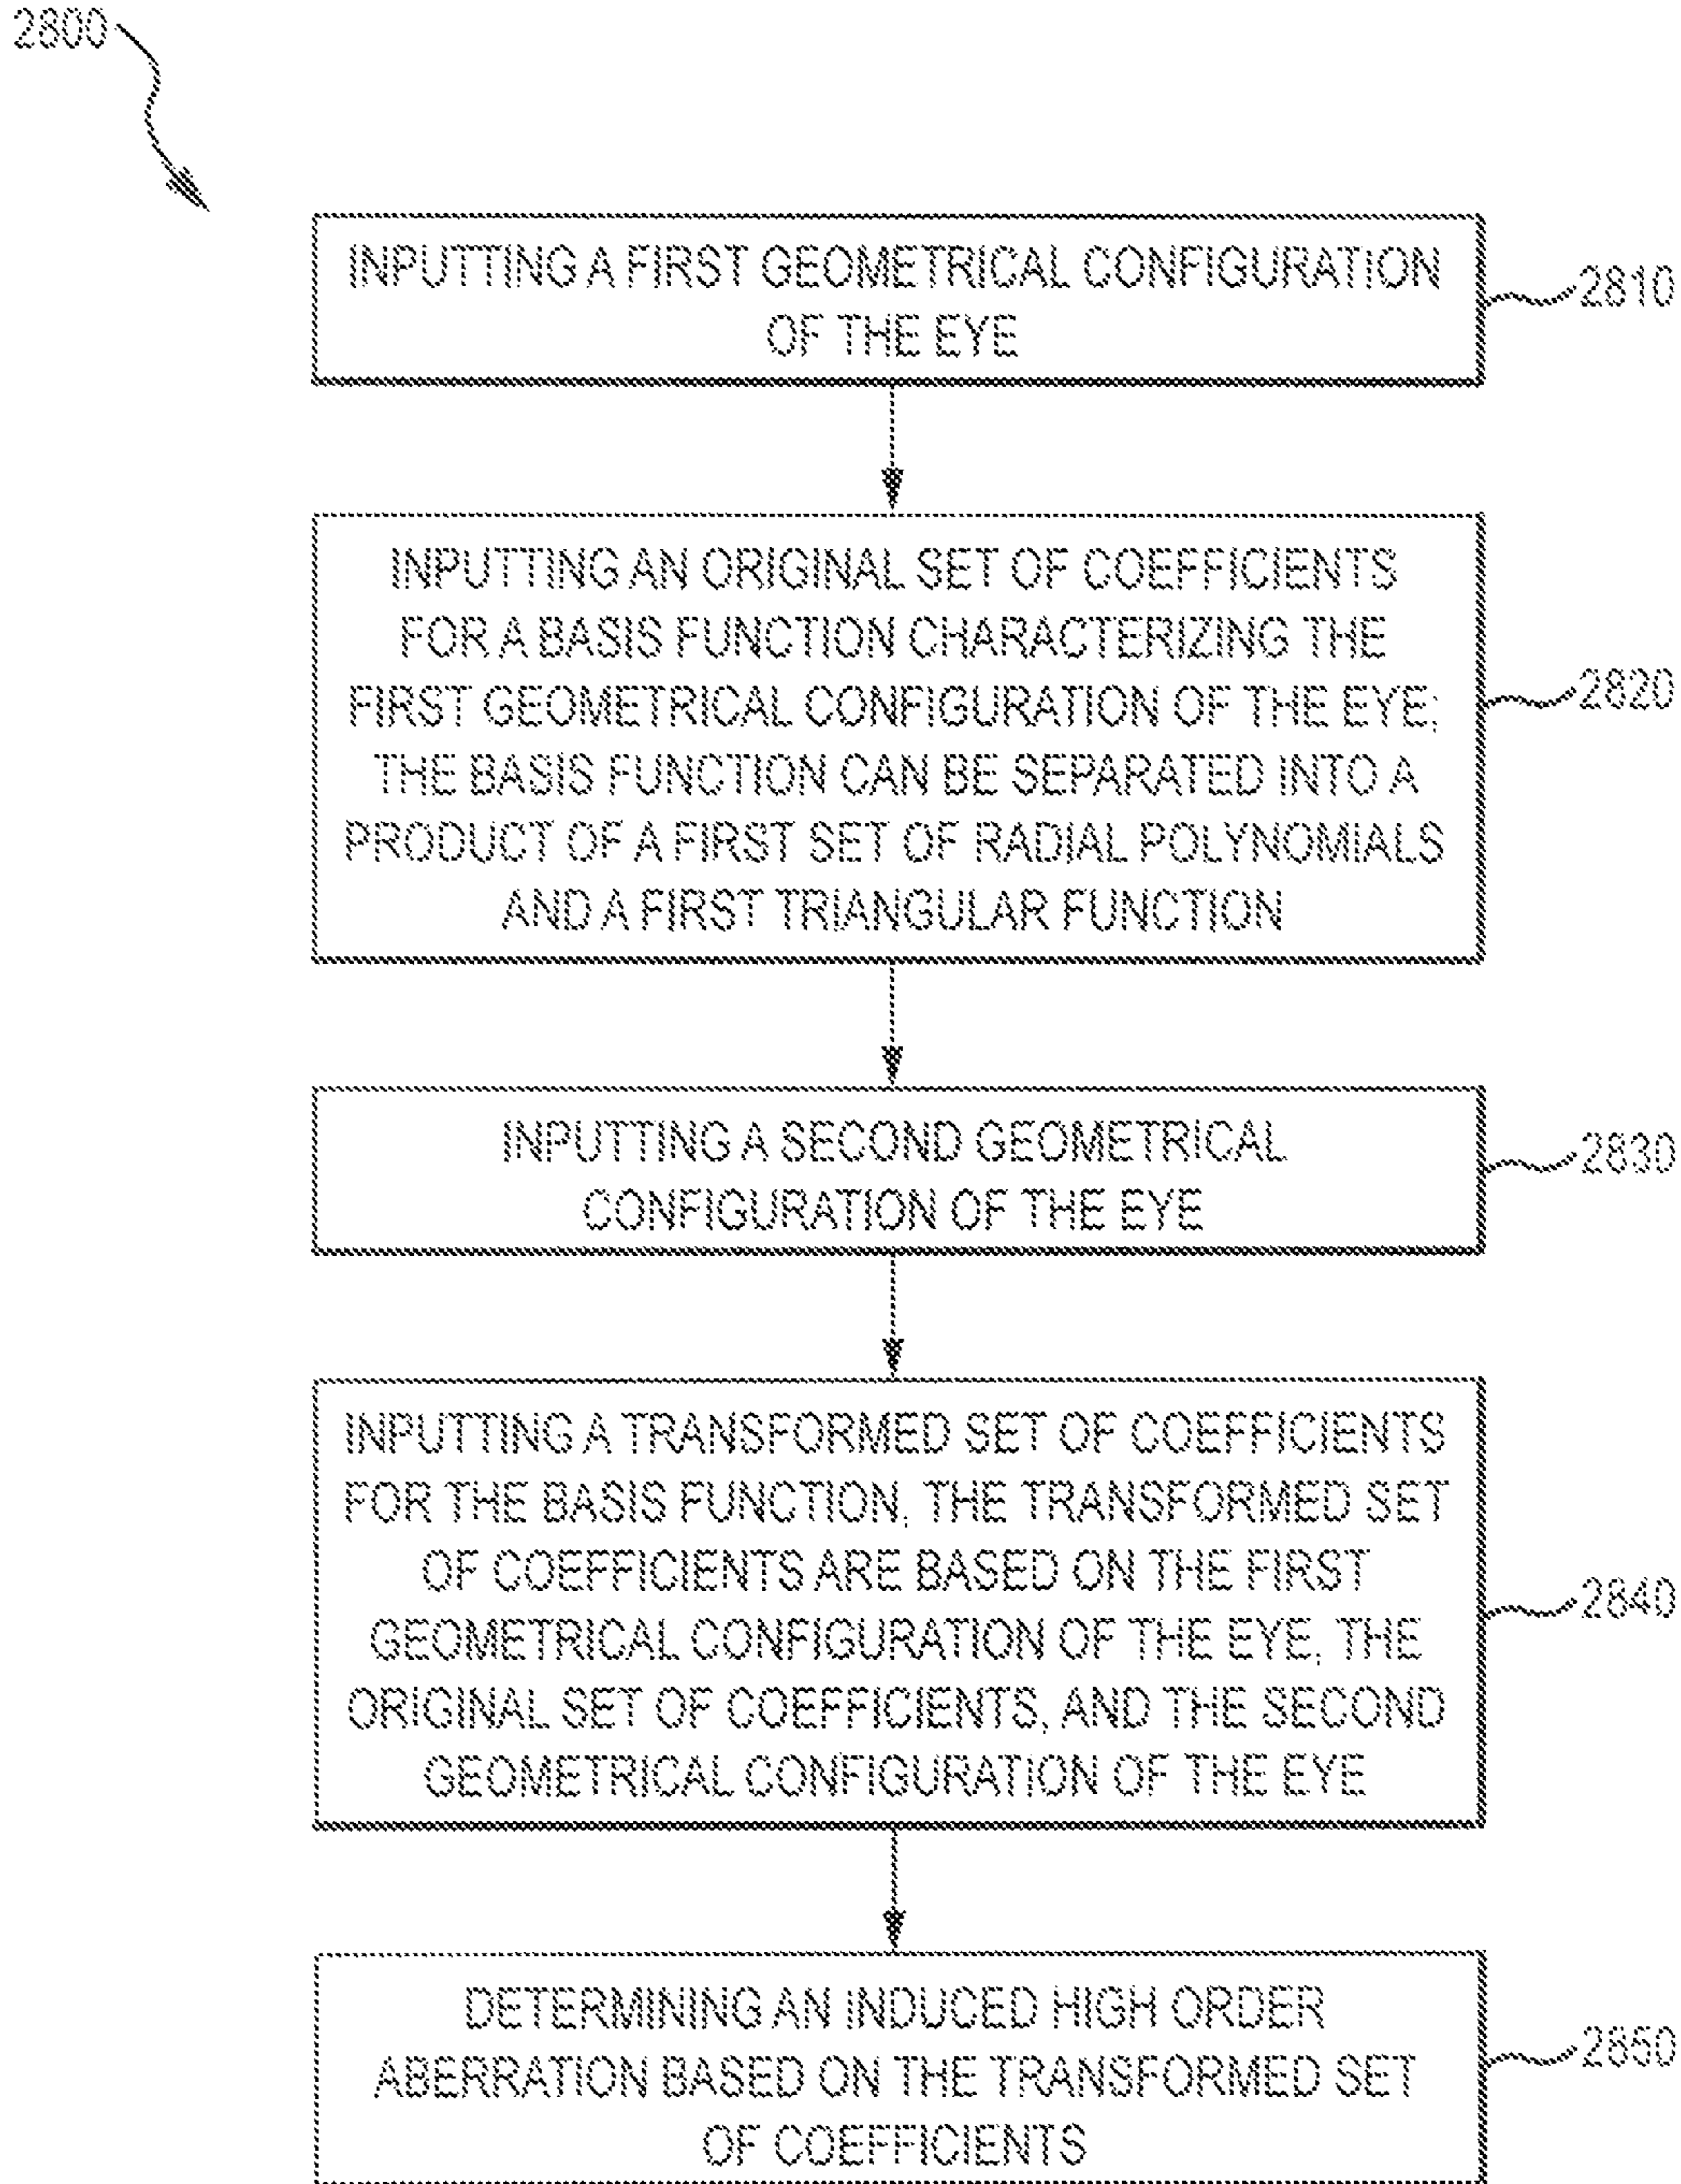 2800
INPUTTING A FIRST GEOMETRICAL CONFIGURATION
OF THE EYE
2810
INPUTTING AN ORIGINAL SET OF COEFFICIENTS
FOR A BASIS FUNCTION CHARACTERIZING THE
FIRST GEOMETRICAL CONFIGURATION OF THE EYE;
THE BASIS FUNCTION CAN BE SEPARATED INTO A
PRODUCT OF A FIRST SET OF RADIAL POLYNOMIALS
AND A FIRST TRIANGULAR FUNCTION
2820
INPUTTING A SECOND GEOMETRICAL
CONFIGURATION OF THE EYE
2830
INPUTTING A TRANSFORMED SET OF COEFFICIENTS
FOR THE BASIS FUNCTION, THE TRANSFORMED SET
OF COEFFICIENTS ARE BASED ON THE FIRST
GEOMETRICAL CONFIGURATION OF THE EYE, THE
ORIGINAL SET OF COEFFICIENTS, AND THE SECOND
GEOMETRICAL CONFIGURATION OF THE EYE
2840
DETERMINING AN INDUCED HIGH ORDER
ABERRATION BASED ON THE TRANSFORMED SET
OF COEFFICIENTS
2850